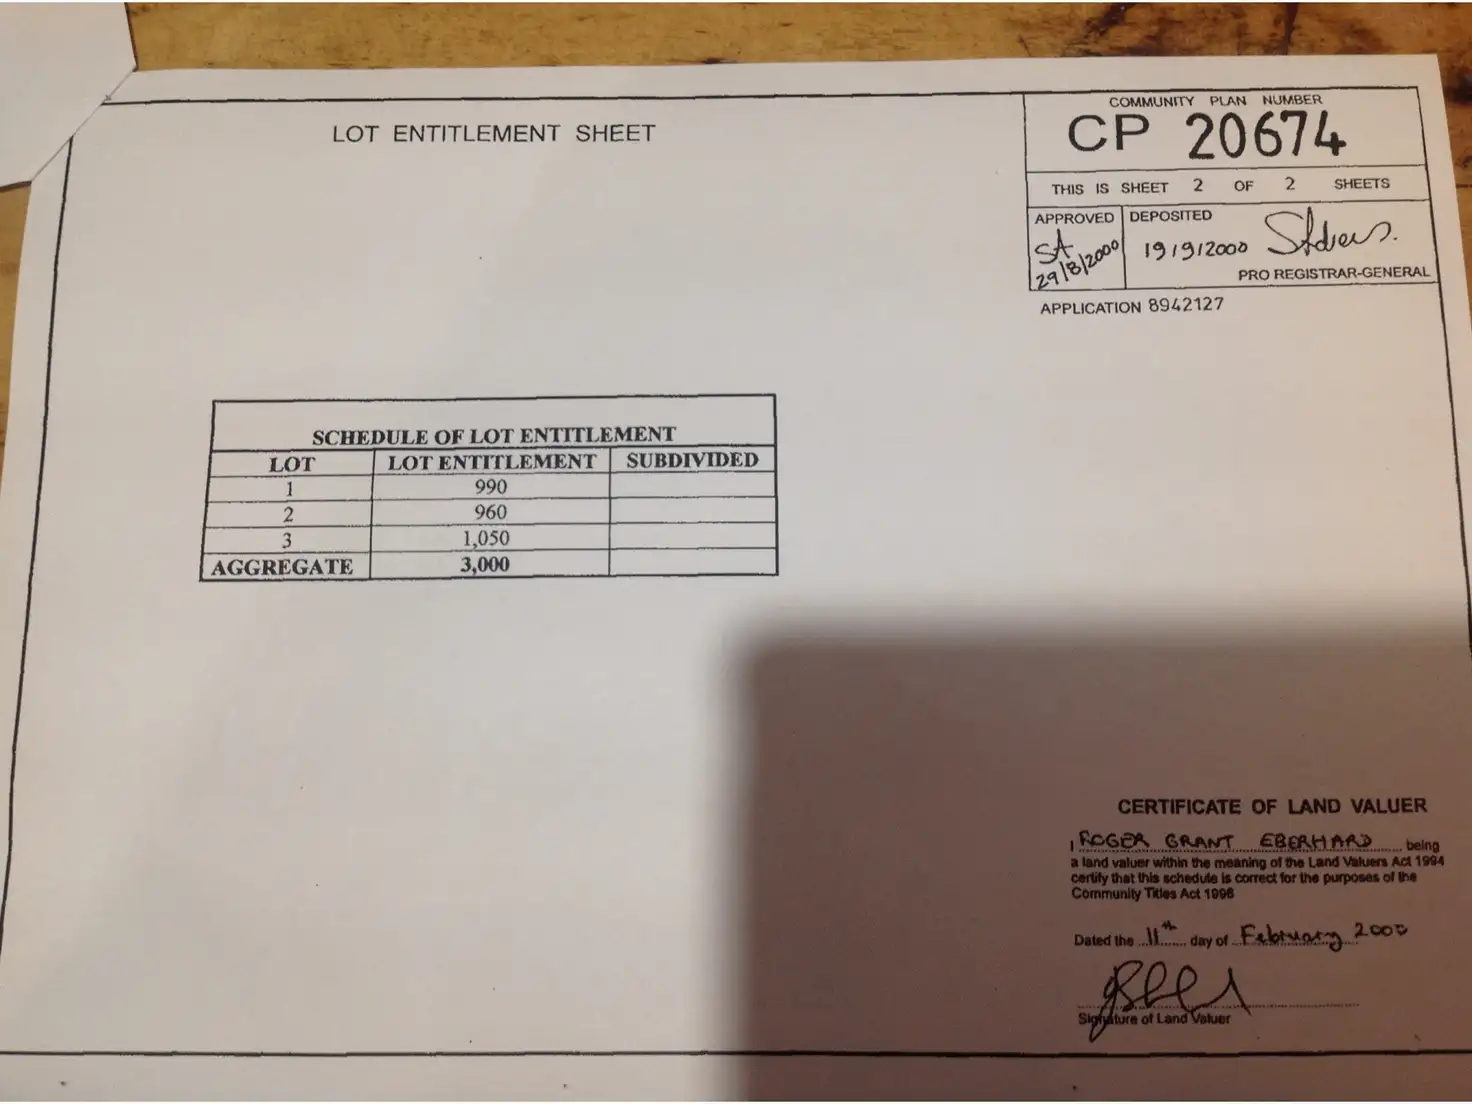 LOT ENTITLEMENT SHEET
COMMUNITY PLAN NUMBER
CP 20674
THIS IS SHEET 2 OF 2 SHEETS
APPROVED
SA
29/8/2000
DEPOSITED
19/9/2000
PRO REGISTRAR-GENERAL
APPLICATION 8942127
SCHEDULE OF LOT ENTITLEMENT
LOT LOT ENTITLEMENT SUBDIVIDED
1 990
2 960
3 1,050
AGGREGATE 3,000
CERTIFICATE OF LAND VALUER
I ROGER GRANT EBERHARD being
a land valuer within the meaning of the Land Valuers Act 1994
certify that this schedule is correct for the purposes of the
Community Titles Act 1996
Dated the 11th day of February 2000
Signature of Land Valuer